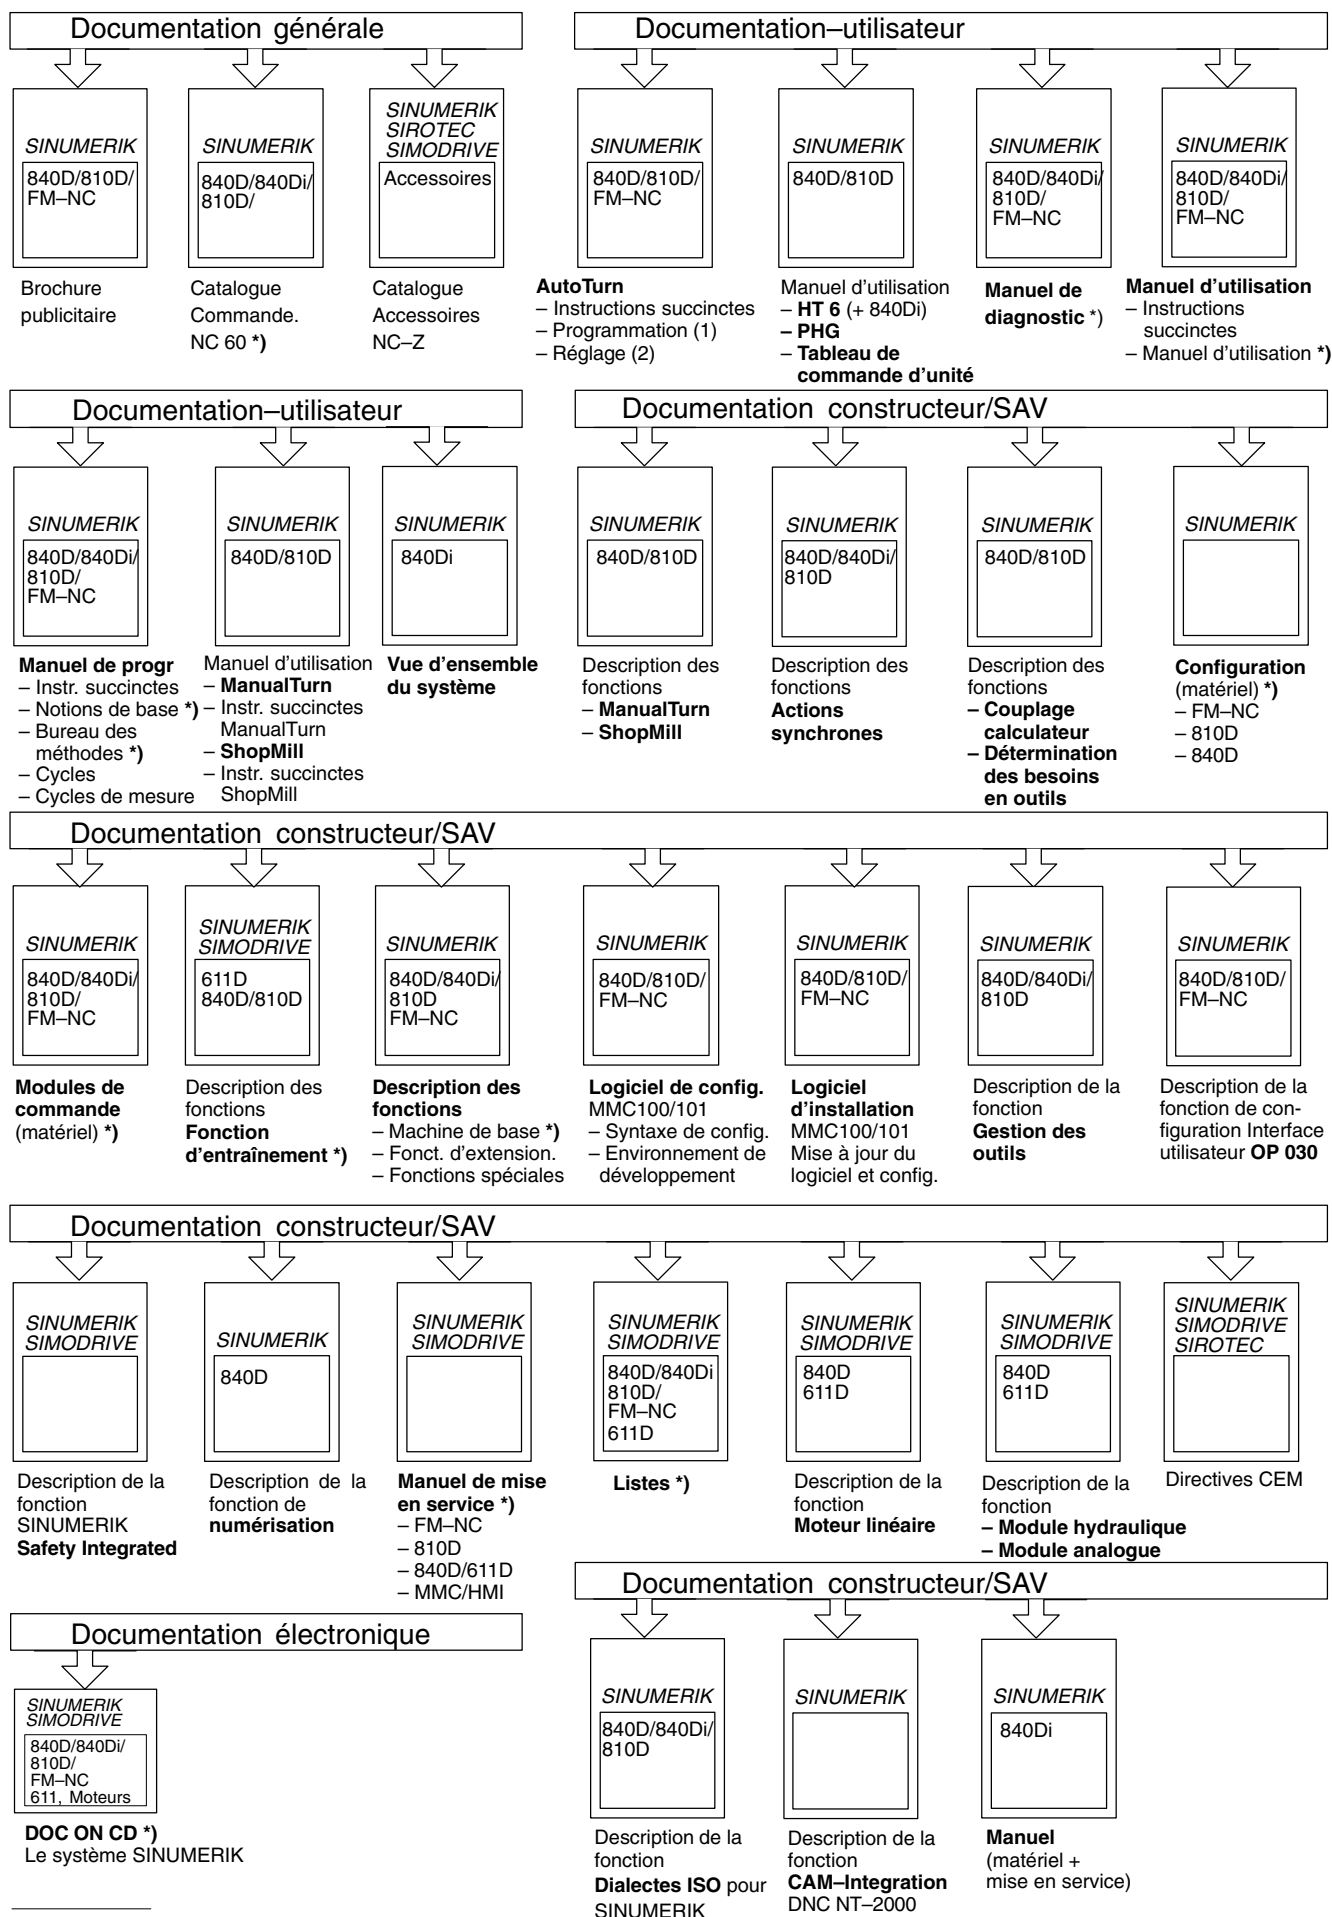 Documentation générale
SINUMERIK
840D/810D/
FM–NC
Brochure
publicitaire
SINUMERIK
840D/840Di/
810D/
Catalogue
Commande.
NC 60 *)
SINUMERIK
SIROTEC
SIMODRIVE
Accessoires
Catalogue
Accessoires
NC–Z
Documentation–utilisateur
SINUMERIK
840D/810D/
FM–NC
AutoTurn
– Instructions succinctes
– Programmation (1)
– Réglage (2)
SINUMERIK
840D/810D
Manuel d'utilisation
– HT 6 (+ 840Di)
– PHG
– Tableau de
commande d'unité
SINUMERIK
840D/840Di/
810D/
FM–NC
Manuel de
diagnostic *)
SINUMERIK
840D/840Di/
810D/
FM–NC
Manuel d'utilisation
– Instructions
succinctes
– Manuel d'utilisation *)
Documentation–utilisateur
SINUMERIK
840D/840Di/
810D/
FM–NC
Manuel de progr
– Instr. succinctes
– Notions de base *)
– Bureau des
méthodes *)
– Cycles
– Cycles de mesure
SINUMERIK
840D/810D
Manuel d'utilisation
– ManualTurn
– Instr. succinctes
ManualTurn
– ShopMill
– Instr. succinctes
ShopMill
SINUMERIK
840Di
Vue d'ensemble
du système
Documentation constructeur/SAV
SINUMERIK
840D/810D
Description des
fonctions
– ManualTurn
– ShopMill
SINUMERIK
840D/840Di/
810D
Description des
fonctions
Actions
synchrones
SINUMERIK
840D/810D
Description des
fonctions
– Couplage
calculateur
– Détermination
des besoins
en outils
SINUMERIK
Configuration
(matériel) *)
– FM–NC
– 810D
– 840D
Documentation constructeur/SAV
SINUMERIK
840D/840Di/
810D/
FM–NC
Modules de
commande
(matériel) *)
SINUMERIK
SIMODRIVE
611D
840D/810D
Description des
fonctions
Fonction
d'entraînement *)
SINUMERIK
840D/840Di/
810D
FM–NC
Description des
fonctions
– Machine de base *)
– Fonct. d'extension.
– Fonctions spéciales
SINUMERIK
840D/810D/
FM–NC
Logiciel de config.
MMC100/101
– Syntaxe de config.
– Environnement de
développement
SINUMERIK
840D/810D/
FM–NC
Logiciel
d'installation
MMC100/101
Mise à jour du
logiciel et config.
SINUMERIK
840D/840Di/
810D
Description de la
fonction
Gestion des
outils
SINUMERIK
840D/810D/
FM–NC
Description de la
fonction de con-
figuration Interface
utilisateur OP 030
Documentation constructeur/SAV
SINUMERIK
SIMODRIVE
Description de la
fonction
SINUMERIK
Safety Integrated
SINUMERIK
840D
Description de la
fonction de
numérisation
SINUMERIK
SIMODRIVE
Manuel de mise
en service *)
– FM–NC
– 810D
– 840D/611D
– MMC/HMI
SINUMERIK
SIMODRIVE
840D/840Di
810D/
FM–NC
611D
Listes *)
SINUMERIK
SIMODRIVE
840D
611D
Description de la
fonction
Moteur linéaire
SINUMERIK
SIMODRIVE
840D
611D
Description de la
fonction
– Module hydraulique
– Module analogue
SINUMERIK
SIMODRIVE
SIROTEC
Directives CEM
Documentation électronique
SINUMERIK
SIMODRIVE
840D/840Di/
810D/
FM–NC
611, Moteurs
DOC ON CD *)
Le système SINUMERIK
Documentation constructeur/SAV
SINUMERIK
840D/840Di/
810D
Description de la
fonction
Dialectes ISO pour
SINUMERIK
SINUMERIK
Description de la
fonction
CAM–Integration
DNC NT–2000
SINUMERIK
840Di
Manuel
(matériel +
mise en service)